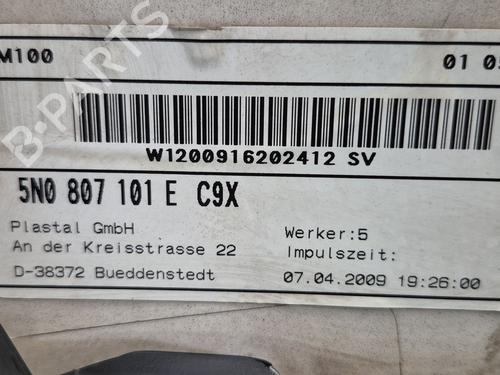 M100 01 05
W1200916202412 SV
5N0 807 101 E C9X
Plastal GmbH
An der Kreisstrasse 22
D-38372 Bueddenstedt
Werker:5
Impulszeit:
07.04.2009 19:26:00
B-PARTS